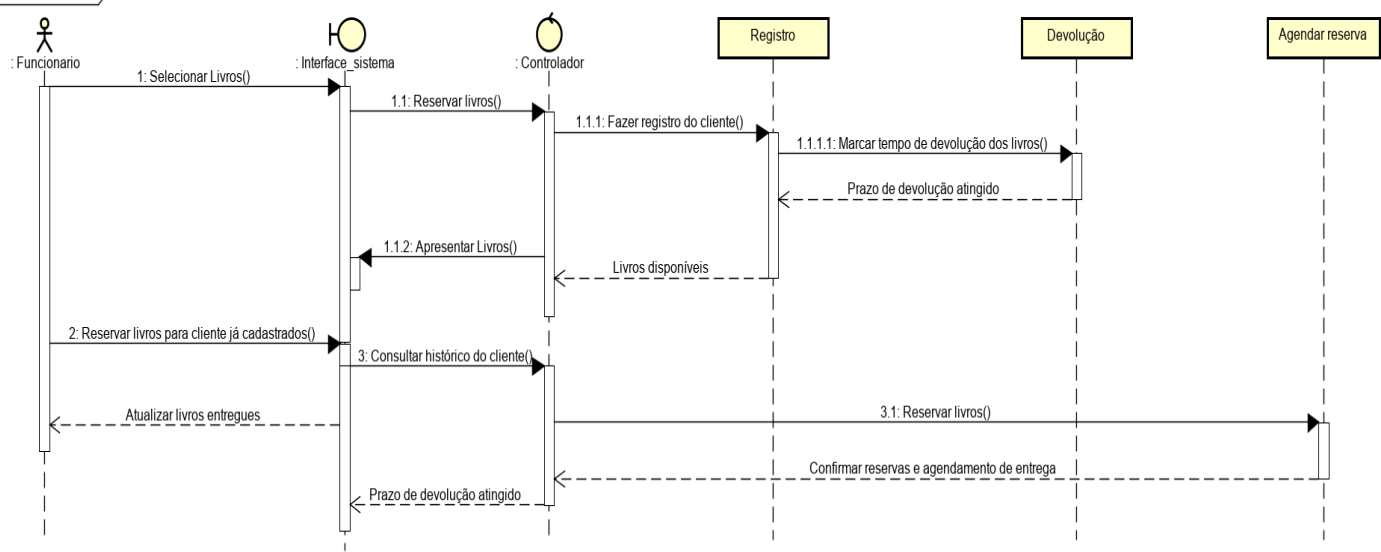 Registro
Devolução
Agendar reserva
: Funcionario
: Interface_sistema
: Controlador
1: Selecionar Livros()
1.1: Reservar livros()
1.1.1: Fazer registro do cliente()
1.1.1.1: Marcar tempo de devolução dos livros()
Prazo de devolução atingido
1.1.2: Apresentar Livros()
Livros disponíveis
2: Reservar livros para cliente já cadastrados()
3: Consultar histórico do cliente()
Atualizar livros entregues
3.1: Reservar livros()
Confirmar reservas e agendamento de entrega
Prazo de devolução atingido